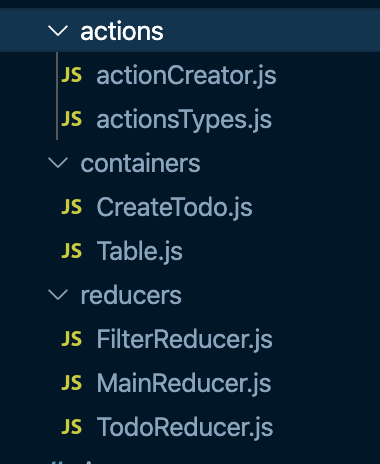 actions
JS actionCreator.js
JS actionsTypes.js
containers
JS CreateTodo.js
JS Table.js
reducers
JS FilterReducer.js
JS MainReducer.js
JS TodoReducer.js